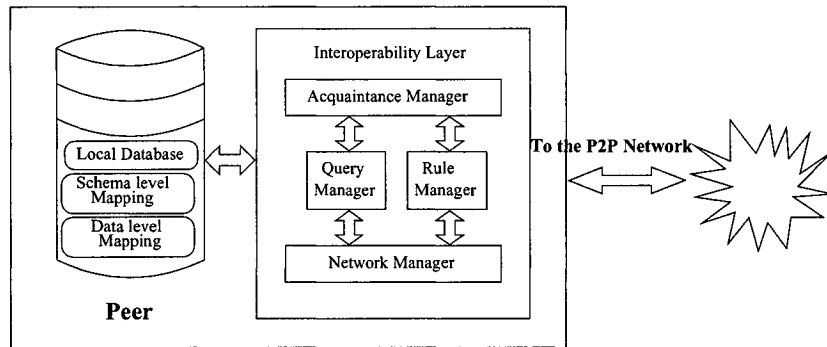 Interoperability Layer
Acquaintance Manager
To the P2P Network
Local Database
Query
Manager
Rule
Manager
Schema level
Mapping
Data level
Mapping
Network Manager
Peer